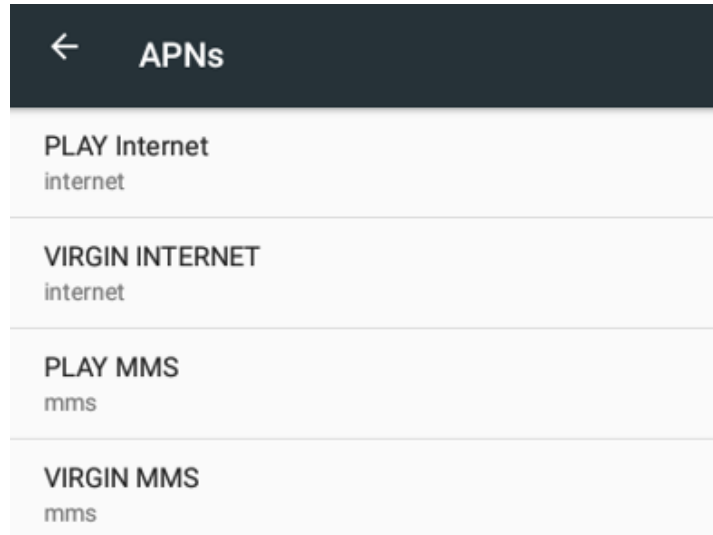 APNs
PLAY Internet
internet
VIRGIN INTERNET
internet
PLAY MMS
mms
VIRGIN MMS
mms